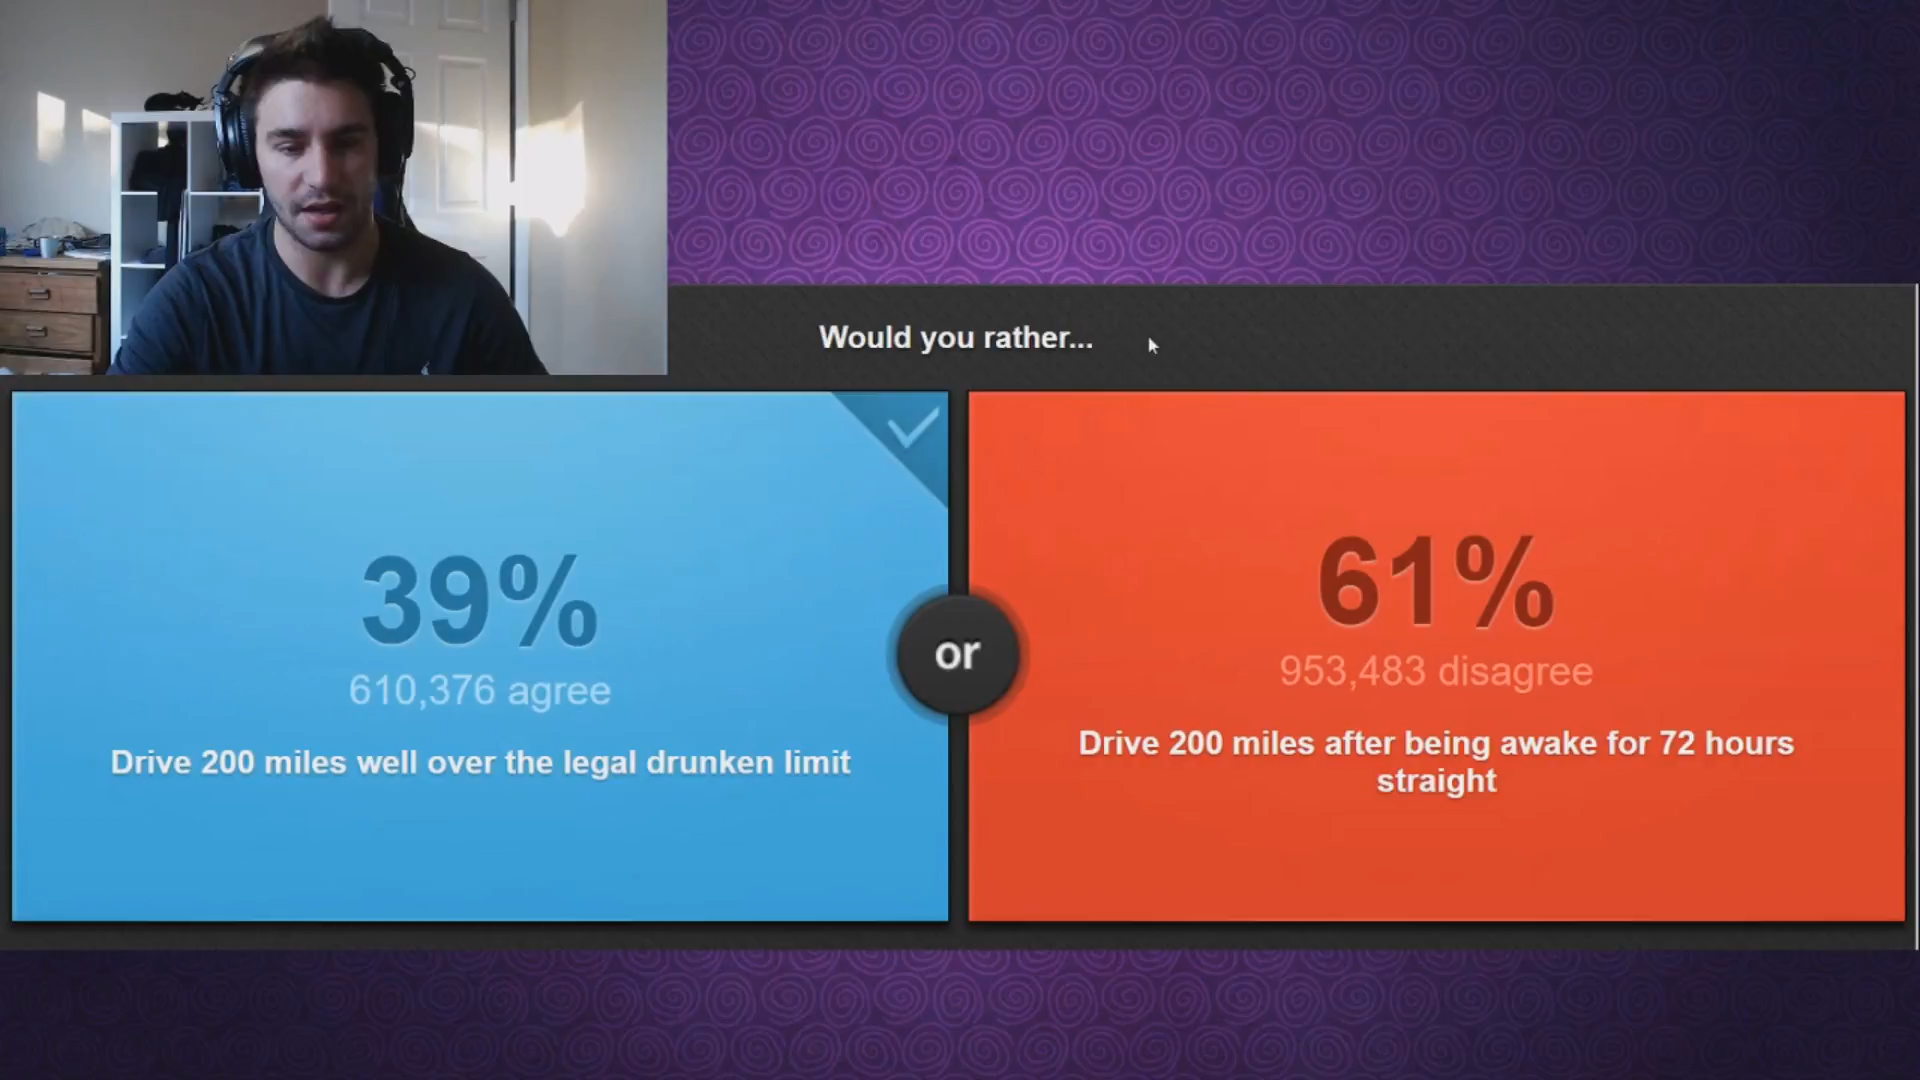 Would you rather...
39%
610,376 agree
Drive 200 miles well over the legal drunken limit
or
61%
953,483 disagree
Drive 200 miles after being awake for 72 hours
straight